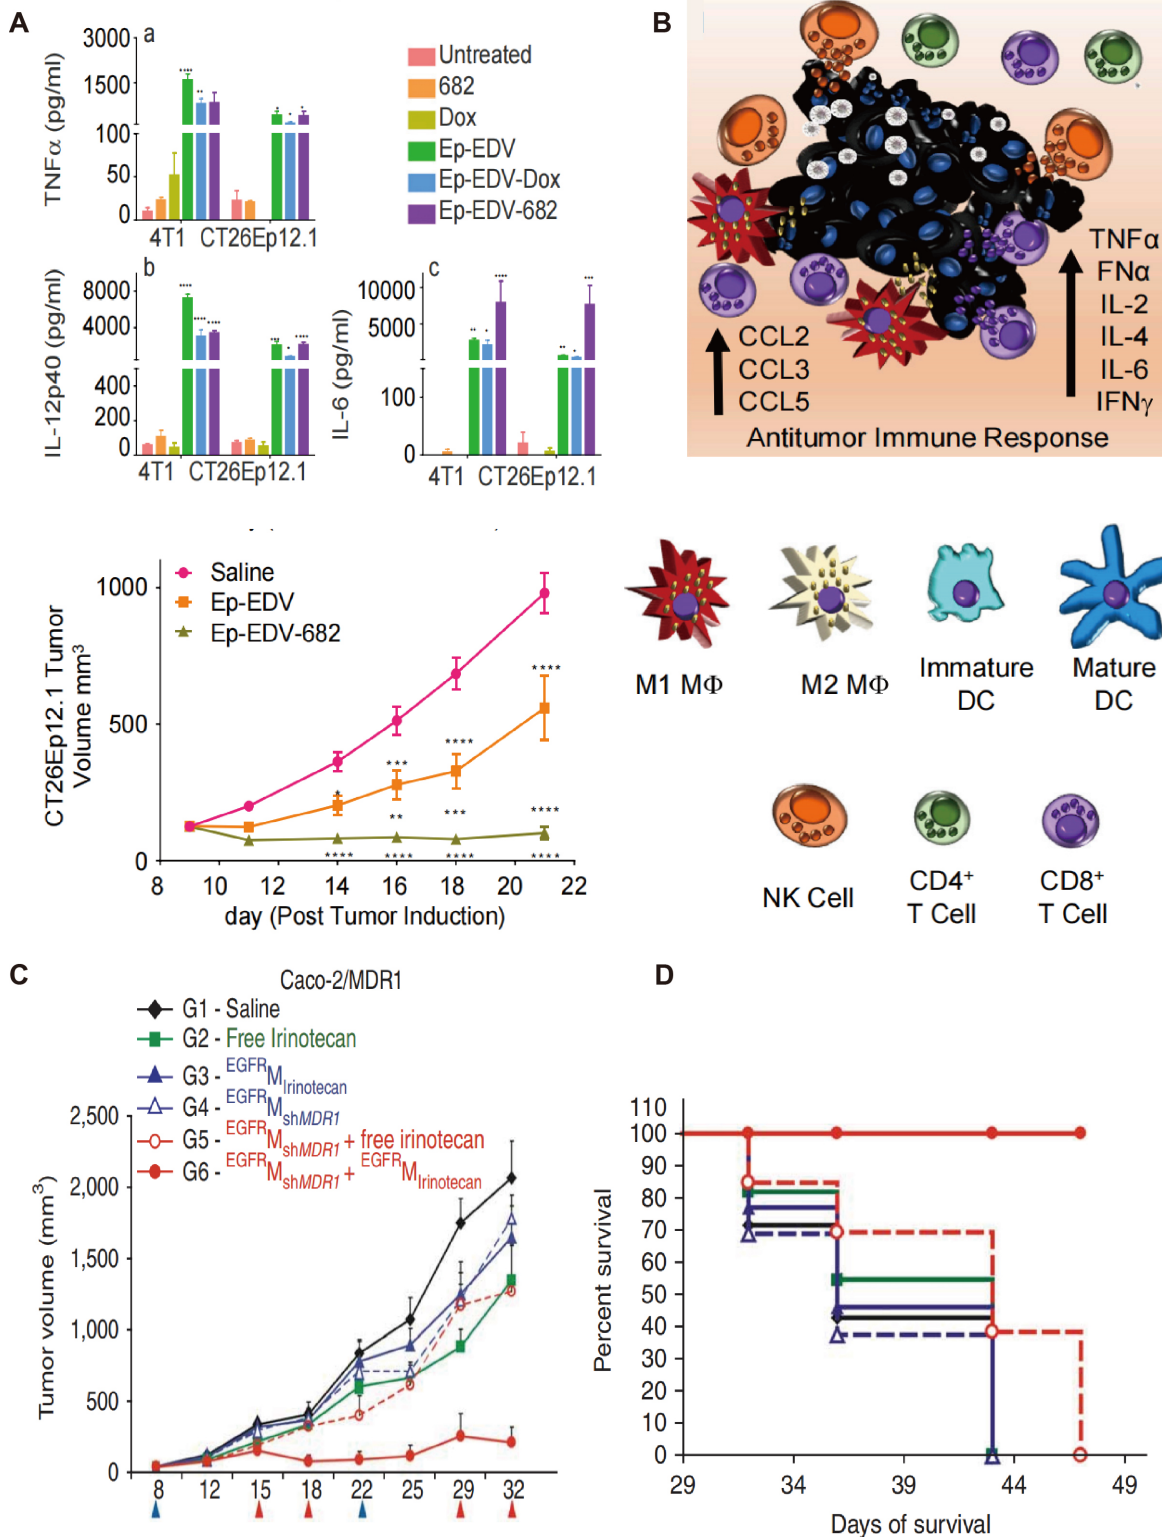 A
B
a
TNFα (pg/ml)
3000
1500
100
50
0
4T1 CT26Ep12.1
Untreated
682
Dox
Ep-EDV
Ep-EDV-Dox
Ep-EDV-682
b
IL-12p40 (pg/ml)
8000
4000
400
200
0
4T1 CT26Ep12.1
c
IL-6 (pg/ml)
10000
5000
100
0
4T1 CT26Ep12.1
TNFα
FNα
IL-2
IL-4
IL-6
IFNγ
CCL2
CCL3
CCL5
Antitumor Immune Response
Saline
Ep-EDV
Ep-EDV-682
CT26Ep12.1 Tumor
Volume mm³
1000
500
0
8 10 12 14 16 18 20 22
day (Post Tumor Induction)
* *** **** ****
** *** ****
**** **** **** ****
M1 MΦ
M2 MΦ
Immature
DC
Mature
DC
NK Cell
CD4⁺
T Cell
CD8⁺
T Cell
C
Caco-2/MDR1
G1 - Saline
G2 - Free Irinotecan
G3 - EGFRMIrinotecan
G4 - EGFRMshMDR1
G5 - EGFRMshMDR1 + free irinotecan
G6 - EGFRMshMDR1 + EGFRMIrinotecan
Tumor volume (mm³)
2,500
2,000
1,500
1,000
500
0
8 12 15 18 22 25 29 32
D
Percent survival
110
100
90
80
70
60
50
40
30
20
10
0
29 34 39 44 49
Days of survival